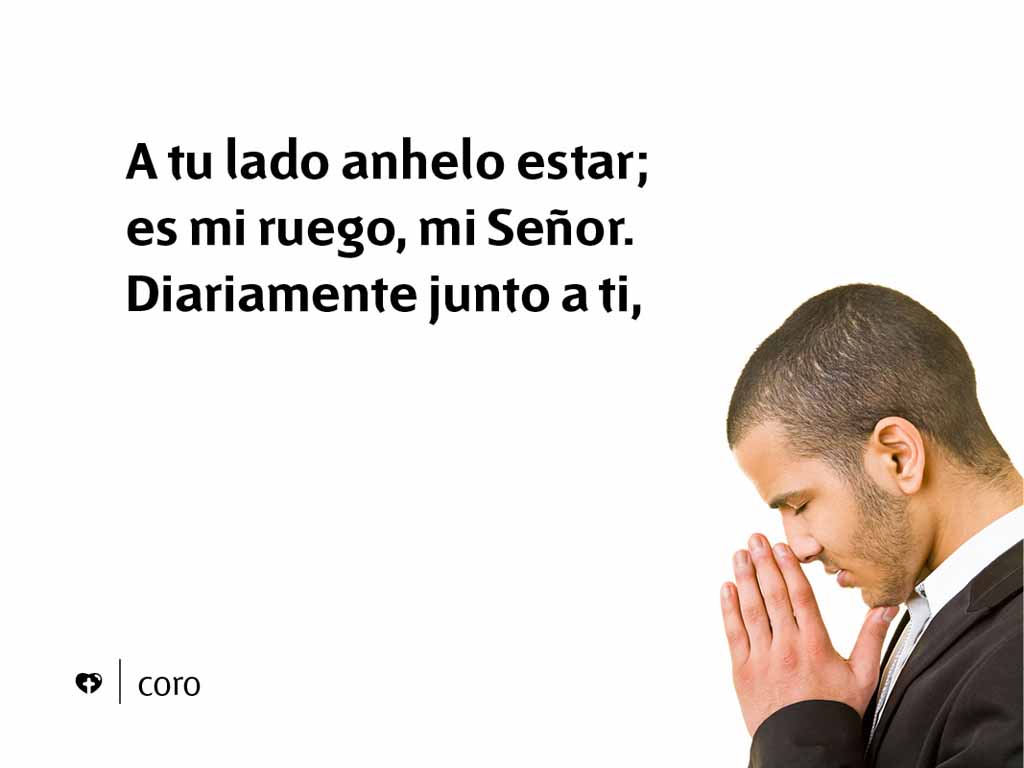 A tu lado anhelo estar;
es mi ruego, mi Señor.
Diariamente junto a ti,
coro